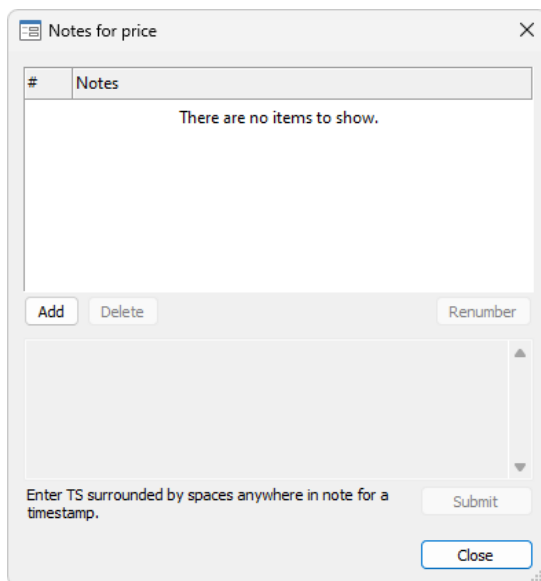 Notes for price
# Notes
There are no items to show.
Add Delete Renumber
Enter TS surrounded by spaces anywhere in note for a
timestamp.
Submit
Close